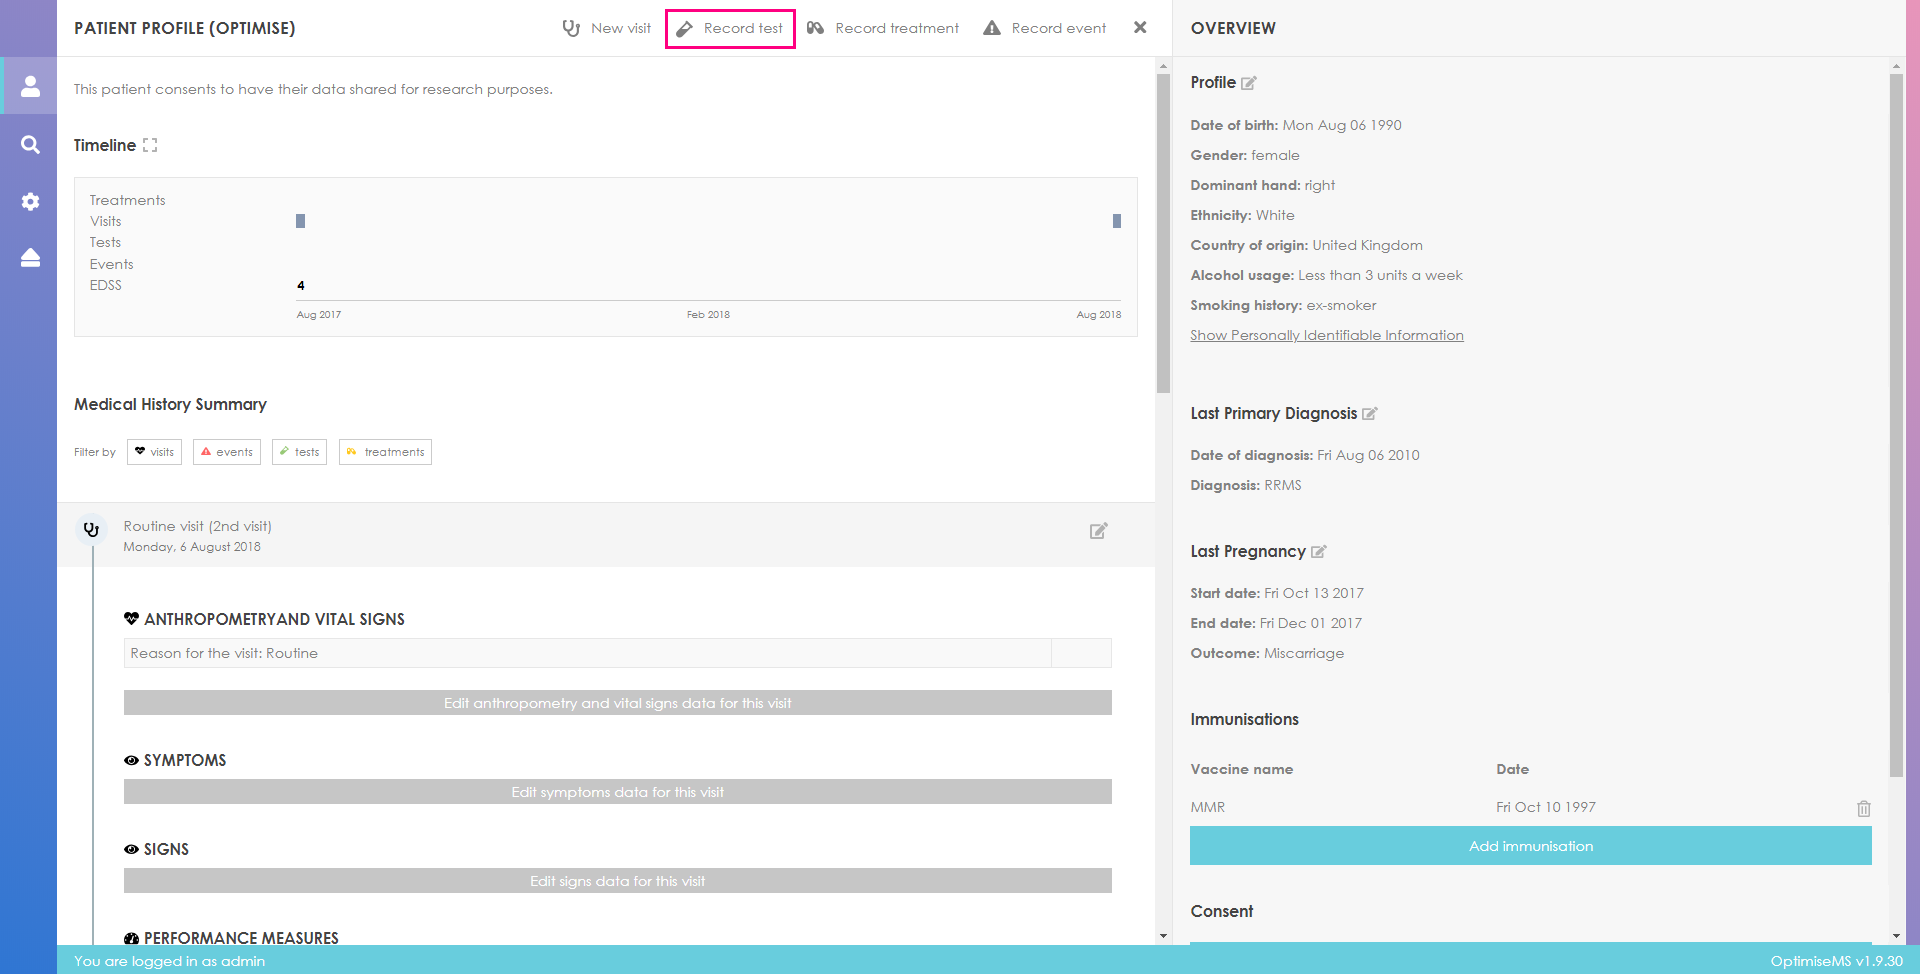 PATIENT PROFILE (OPTIMISE)
New visit
Record test
Record treatment
Record event
This patient consents to have their data shared for research purposes.
Timeline
Treatments
Visits
Tests
Events
EDSS
4
Aug 2017
Feb 2018
Aug 2018
Medical History Summary
Filter by
visits
events
tests
treatments
Routine visit (2nd visit)
Monday, 6 August 2018
ANTHROPOMETRYAND VITAL SIGNS
Reason for the visit: Routine
Edit anthropometry and vital signs data for this visit
SYMPTOMS
Edit symptoms data for this visit
SIGNS
Edit signs data for this visit
PERFORMANCE MEASURES
OVERVIEW
Profile
Date of birth: Mon Aug 06 1990
Gender: female
Dominant hand: right
Ethnicity: White
Country of origin: United Kingdom
Alcohol usage: Less than 3 units a week
Smoking history: ex-smoker
Show Personally Identifiable Information
Last Primary Diagnosis
Date of diagnosis: Fri Aug 06 2010
Diagnosis: RRMS
Last Pregnancy
Start date: Fri Oct 13 2017
End date: Fri Dec 01 2017
Outcome: Miscarriage
Immunisations
Vaccine name Date
MMR Fri Oct 10 1997
Add immunisation
Consent
You are logged in as admin
OptimiseMS v1.9.30